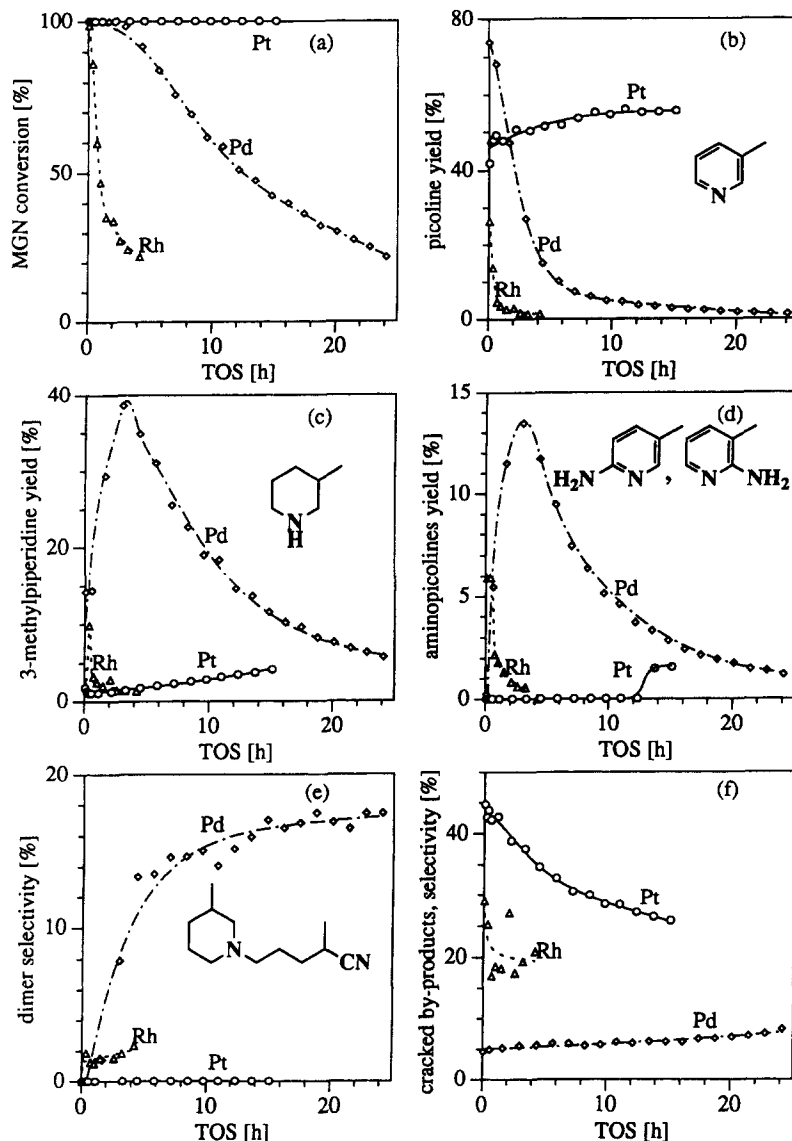 (a)
Pt
Pd
Rh
MGN conversion [%]
100
50
0
0
10
20
TOS [h]
(b)
Pt
Pd
Rh
N
picoline yield [%]
80
40
0
0
10
20
TOS [h]
(c)
Pd
Rh
Pt
N
H
3-methylpiperidine yield [%]
40
20
0
0
10
20
TOS [h]
(d)
H₂N
N
,
N
NH₂
Pd
Rh
Pt
aminopicolines yield [%]
15
10
5
0
0
10
20
TOS [h]
(e)
Pd
N
CN
Rh
Pt
dimer selectivity [%]
20
10
0
0
10
20
TOS [h]
(f)
Pt
Rh
Pd
cracked by-products, selectivity [%]
40
20
0
0
10
20
TOS [h]